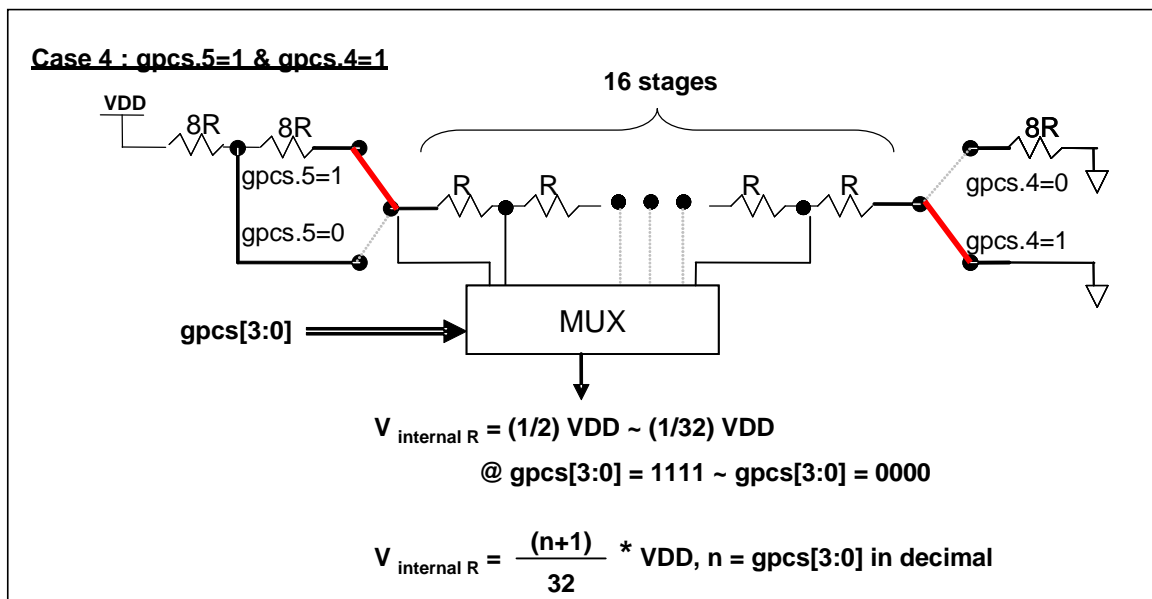 Case 4 : gpcs.5=1 & gpcs.4=1
16 stages
VDD
8R
8R
8R
gpcs.5=1
R
R
R
R
gpcs.4=0
gpcs.5=0
gpcs.4=1
MUX
gpcs[3:0]
V internal R = (1/2) VDD ~ (1/32) VDD
@ gpcs[3:0] = 1111 ~ gpcs[3:0] = 0000
V internal R = (n+1) / 32 * VDD, n = gpcs[3:0] in decimal